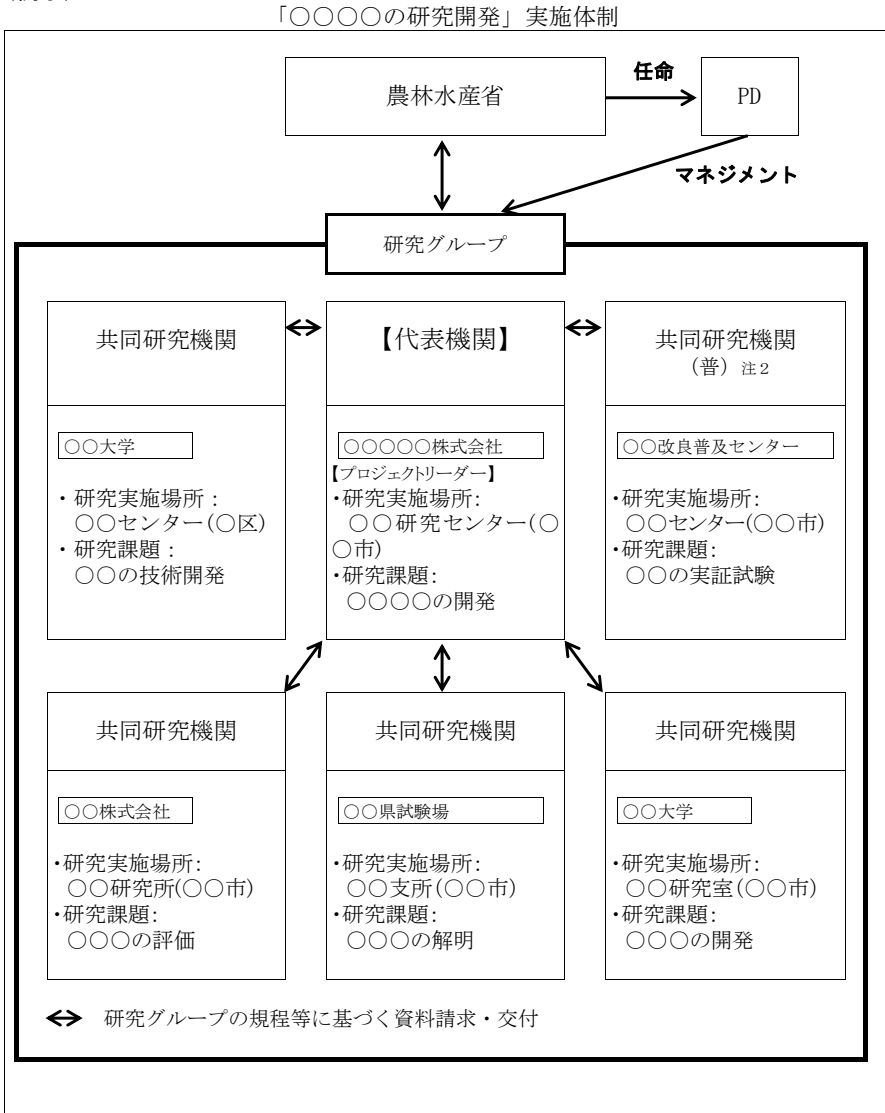 「○○○○の研究開発」実施体制
農林水産省
任命
PD
マネジメント
研究グループ
共同研究機関
○○大学
・研究実施場所：
○○センター(○区)
・研究課題：
○○の技術開発
【代表機関】
○○○○○株式会社
【プロジェクトリーダー】
・研究実施場所：
○○研究センター(○
○市)
・研究課題：
○○○○の開発
共同研究機関
（普）注２
○○改良普及センター
・研究実施場所：
○○センター(○○市)
・研究課題：
○○の実証試験
共同研究機関
○○株式会社
・研究実施場所：
○○研究所(○○市)
・研究課題：
○○○の評価
共同研究機関
○○県試験場
・研究実施場所：
○○支所(○○市)
・研究課題：
○○○の解明
共同研究機関
○○大学
・研究実施場所：
○○研究室(○○市)
・研究課題：
○○○の開発
研究グループの規程等に基づく資料請求・交付